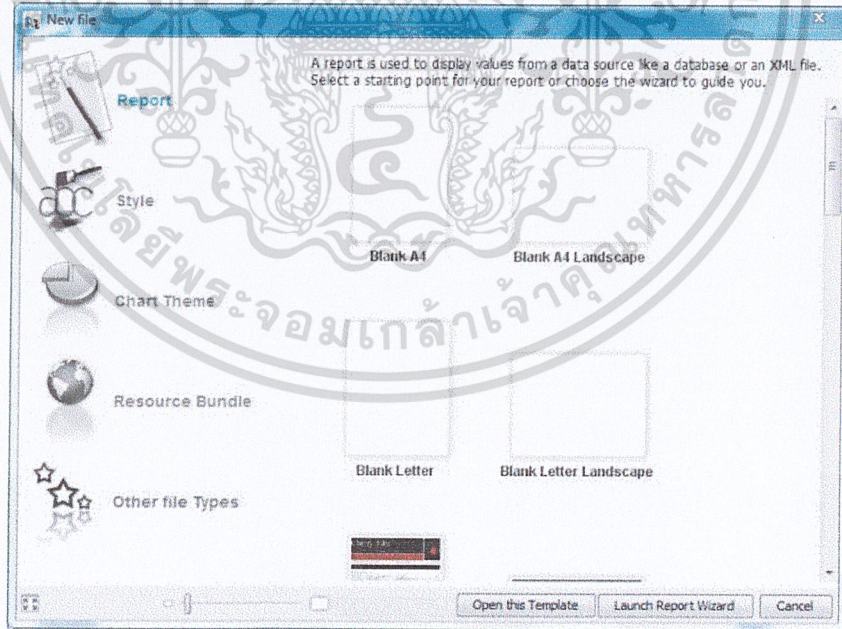 New file
A report is used to display values from a data source like a database or an XML file.
Select a starting point for your report or choose the wizard to guide you.
Report
Style
Chart Theme
Resource Bundle
Other file Types
Blank A4
Blank A4 Landscape
Blank Letter
Blank Letter Landscape
Open this Template
Launch Report Wizard
Cancel